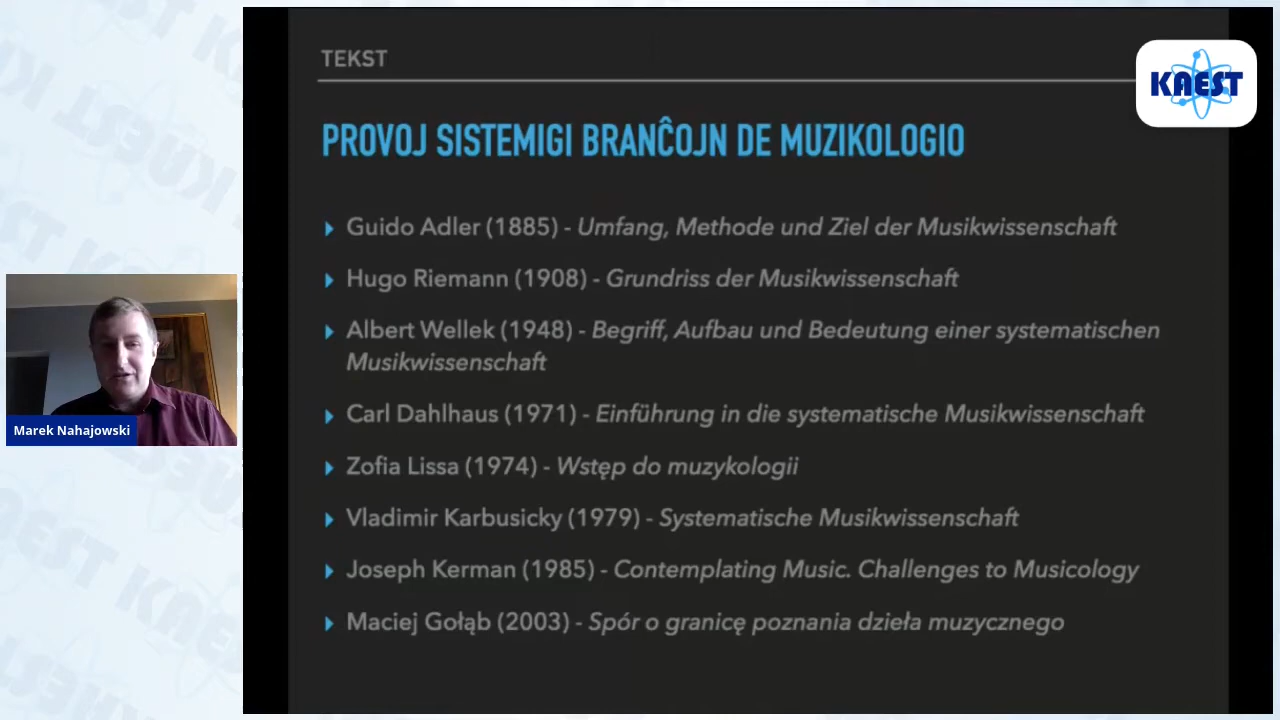 TEKST
KAEST
PROVOJ SISTEMIGI BRANĈOJN DE MUZIKOLOGIO
Guido Adler (1885) - Umfang, Methode und Ziel der Musikwissenschaft
Hugo Riemann (1908) - Grundriss der Musikwissenschaft
Albert Wellek (1948) - Begriff, Aufbau und Bedeutung einer systematischen
Musikwissenschaft
Carl Dahlhaus (1971) - Einführung in die systematische Musikwissenschaft
Zofia Lissa (1974) - Wstęp do muzykologii
Vladimir Karbusicky (1979) - Systematische Musikwissenschaft
Joseph Kerman (1985) - Contemplating Music. Challenges to Musicology
Maciej Gołąb (2003) - Spór o granicę poznania dzieła muzycznego
Marek Nahajowski